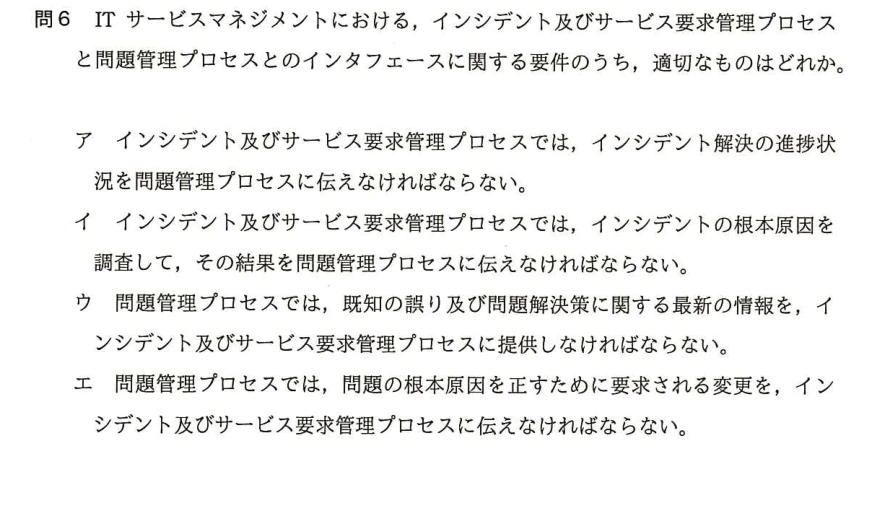 問6 IT サービスマネジメントにおける，インシデント及びサービス要求管理プロセス
と問題管理プロセスとのインタフェースに関する要件のうち，適切なものはどれか。
ア インシデント及びサービス要求管理プロセスでは，インシデント解決の進捗状
況を問題管理プロセスに伝えなければならない。
イ インシデント及びサービス要求管理プロセスでは，インシデントの根本原因を
調査して，その結果を問題管理プロセスに伝えなければならない。
ウ 問題管理プロセスでは，既知の誤り及び問題解決策に関する最新の情報を，イ
ンシデント及びサービス要求管理プロセスに提供しなければならない。
エ 問題管理プロセスでは，問題の根本原因を正すために要求される変更を，イン
シデント及びサービス要求管理プロセスに伝えなければならない。